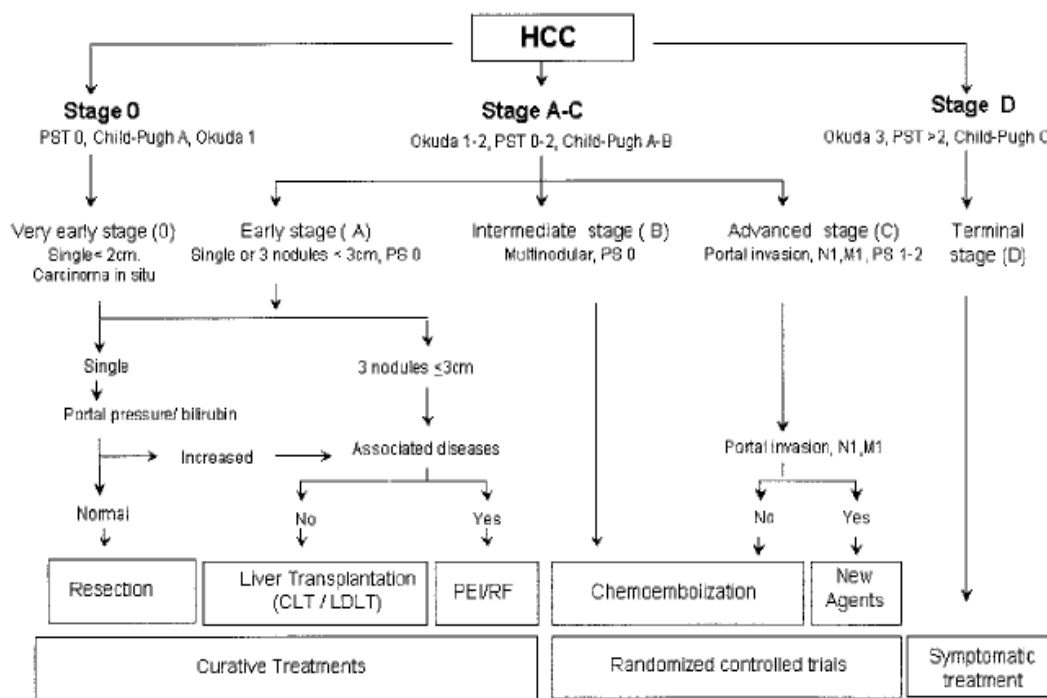 HCC
Stage 0
PST 0, Child-Pugh A, Okuda 1
Stage A-C
Okuda 1-2, PST 0-2, Child-Pugh A-B
Stage D
Okuda 3, PST >2, Child-Pugh C
Very early stage (0)
Single< 2cm.
Carcinoma in situ
Early stage ( A)
Single or 3 nodules < 3cm, PS 0
Intermediate stage ( B)
Multinodular, PS 0
Advanced stage (C)
Portal invasion, N1,M1, PS 1-2
Terminal
stage (D)
Single
3 nodules ≤3cm
Portal pressure/ bilirubin
Increased
Associated diseases
Portal invasion, N1,M1
Normal
No
Yes
No
Yes
Resection
Liver Transplantation
(CLT / LDLT)
PEI/RF
Chemoembolization
New
Agents
Curative Treatments
Randomized controlled trials
Symptomatic
treatment